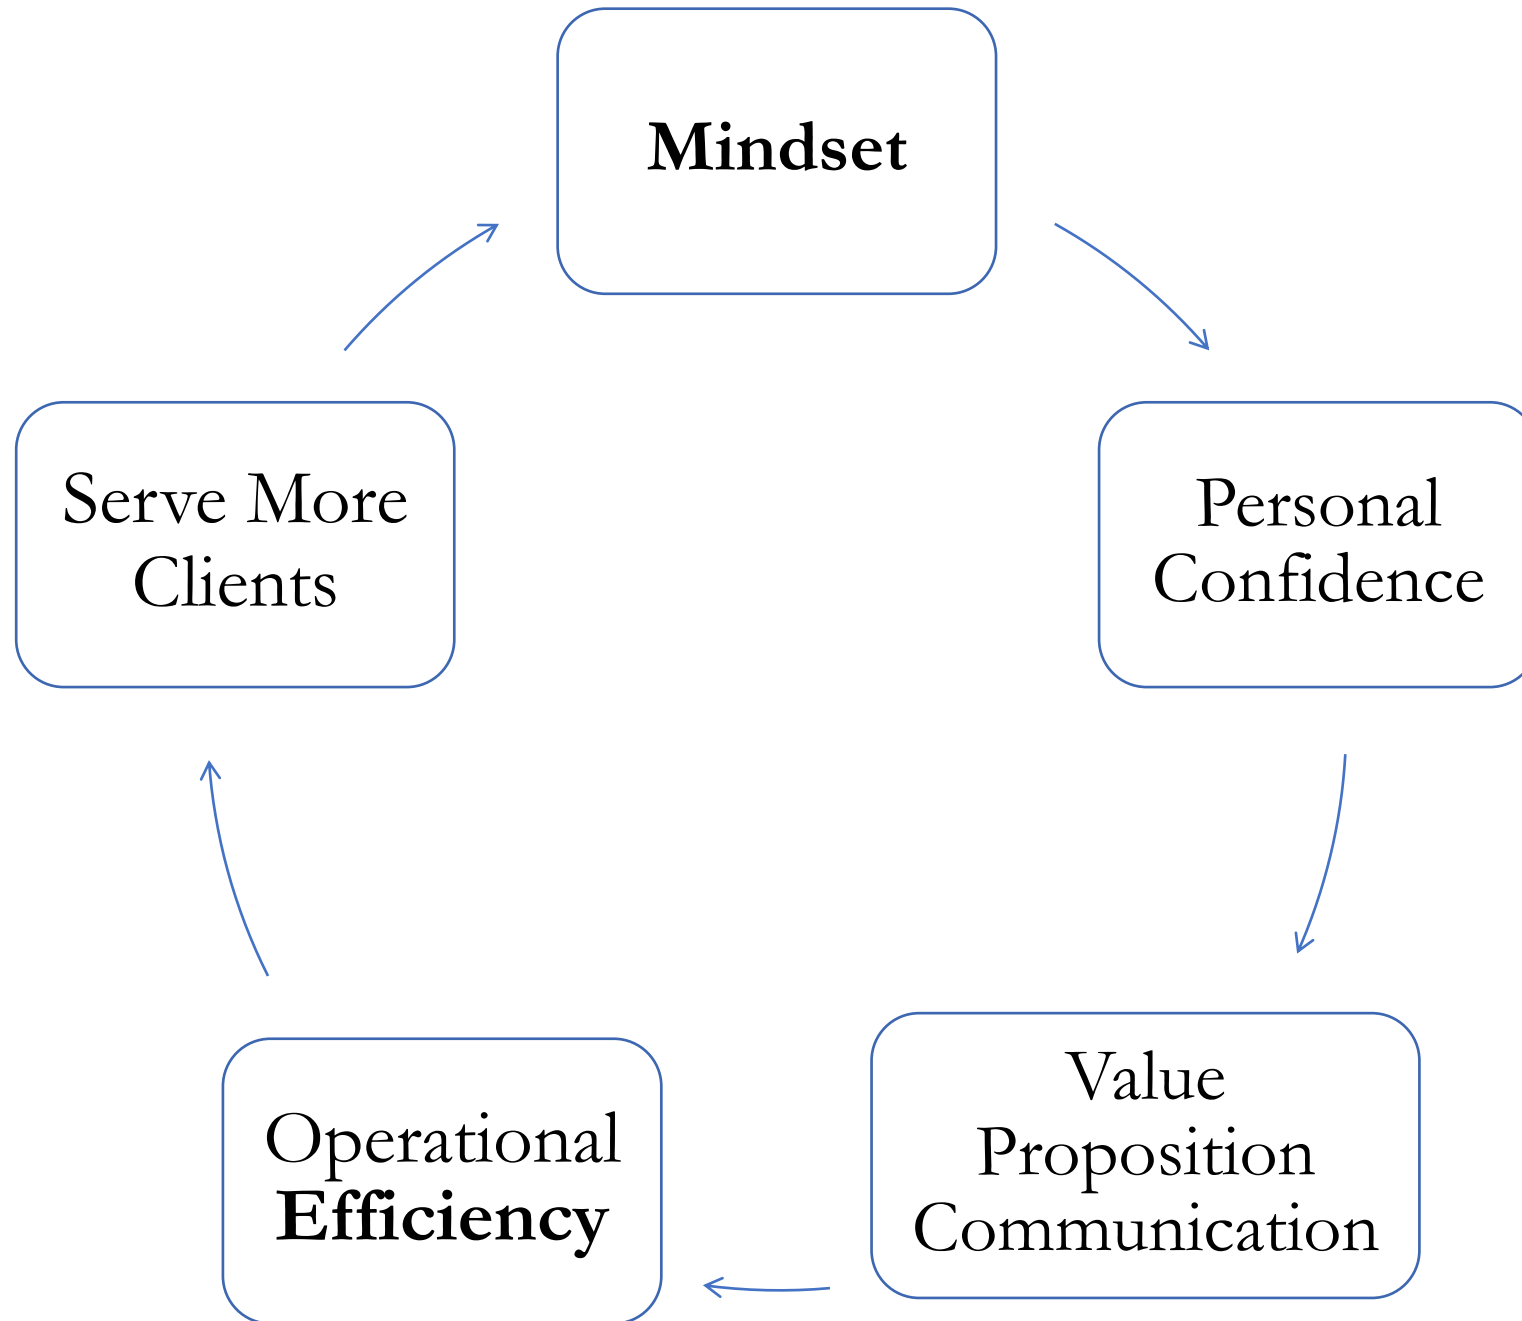 Mindset
Personal
Confidence
Value
Proposition
Communication
Operational
Efficiency
Serve More
Clients